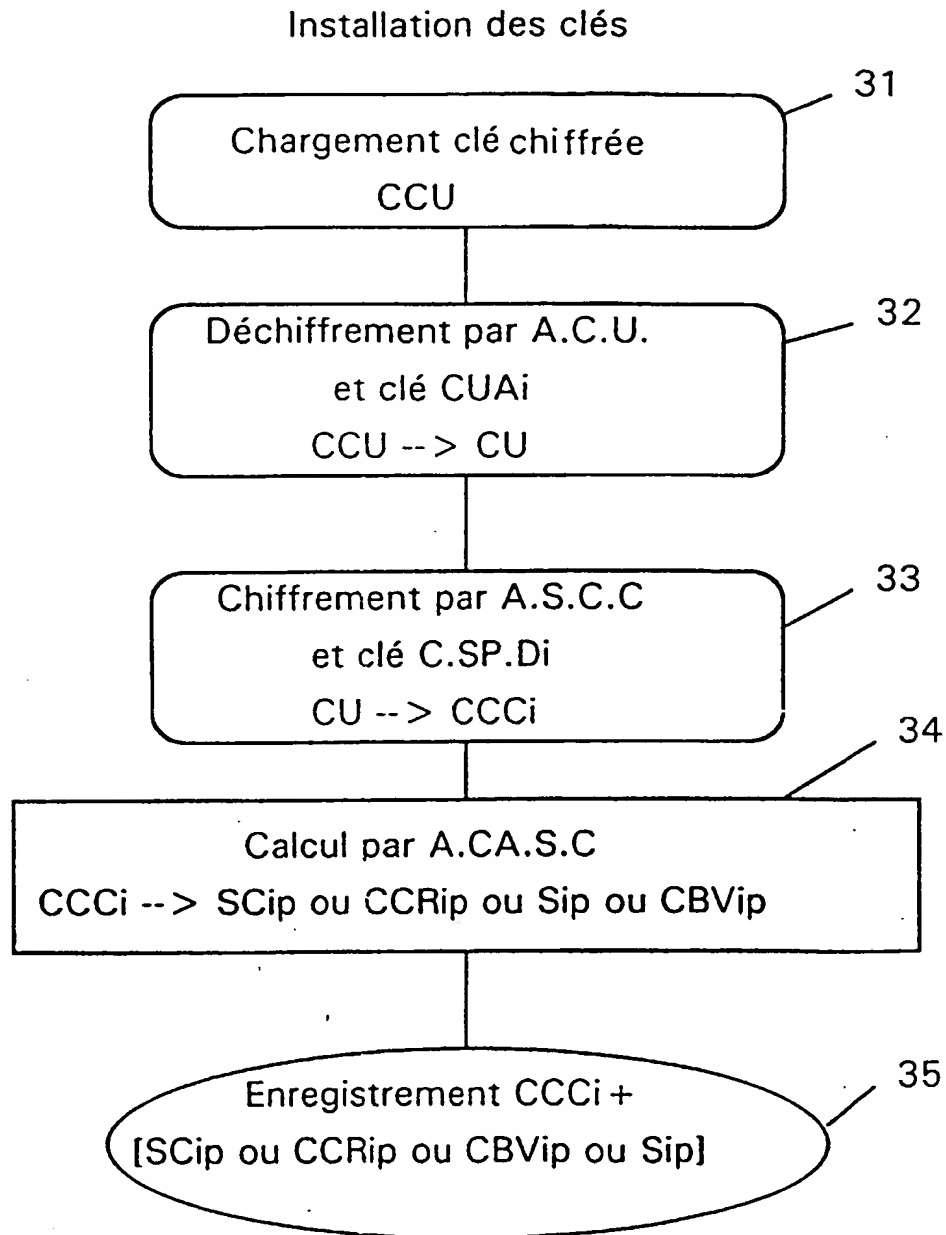 Installation des clés
31
Chargement clé chiffrée
CCU
32
Déchiffrement par A.C.U.
et clé CUAi
CCU -- > CU
33
Chiffrement par A.S.C.C
et clé C.SP.Di
CU -- > CCCi
34
Calcul par A.CA.S.C
CCCi -- > SCip ou CCRip ou Sip ou CBVip
35
Enregistrement CCCi +
[SCip ou CCRip ou CBVip ou Sip]